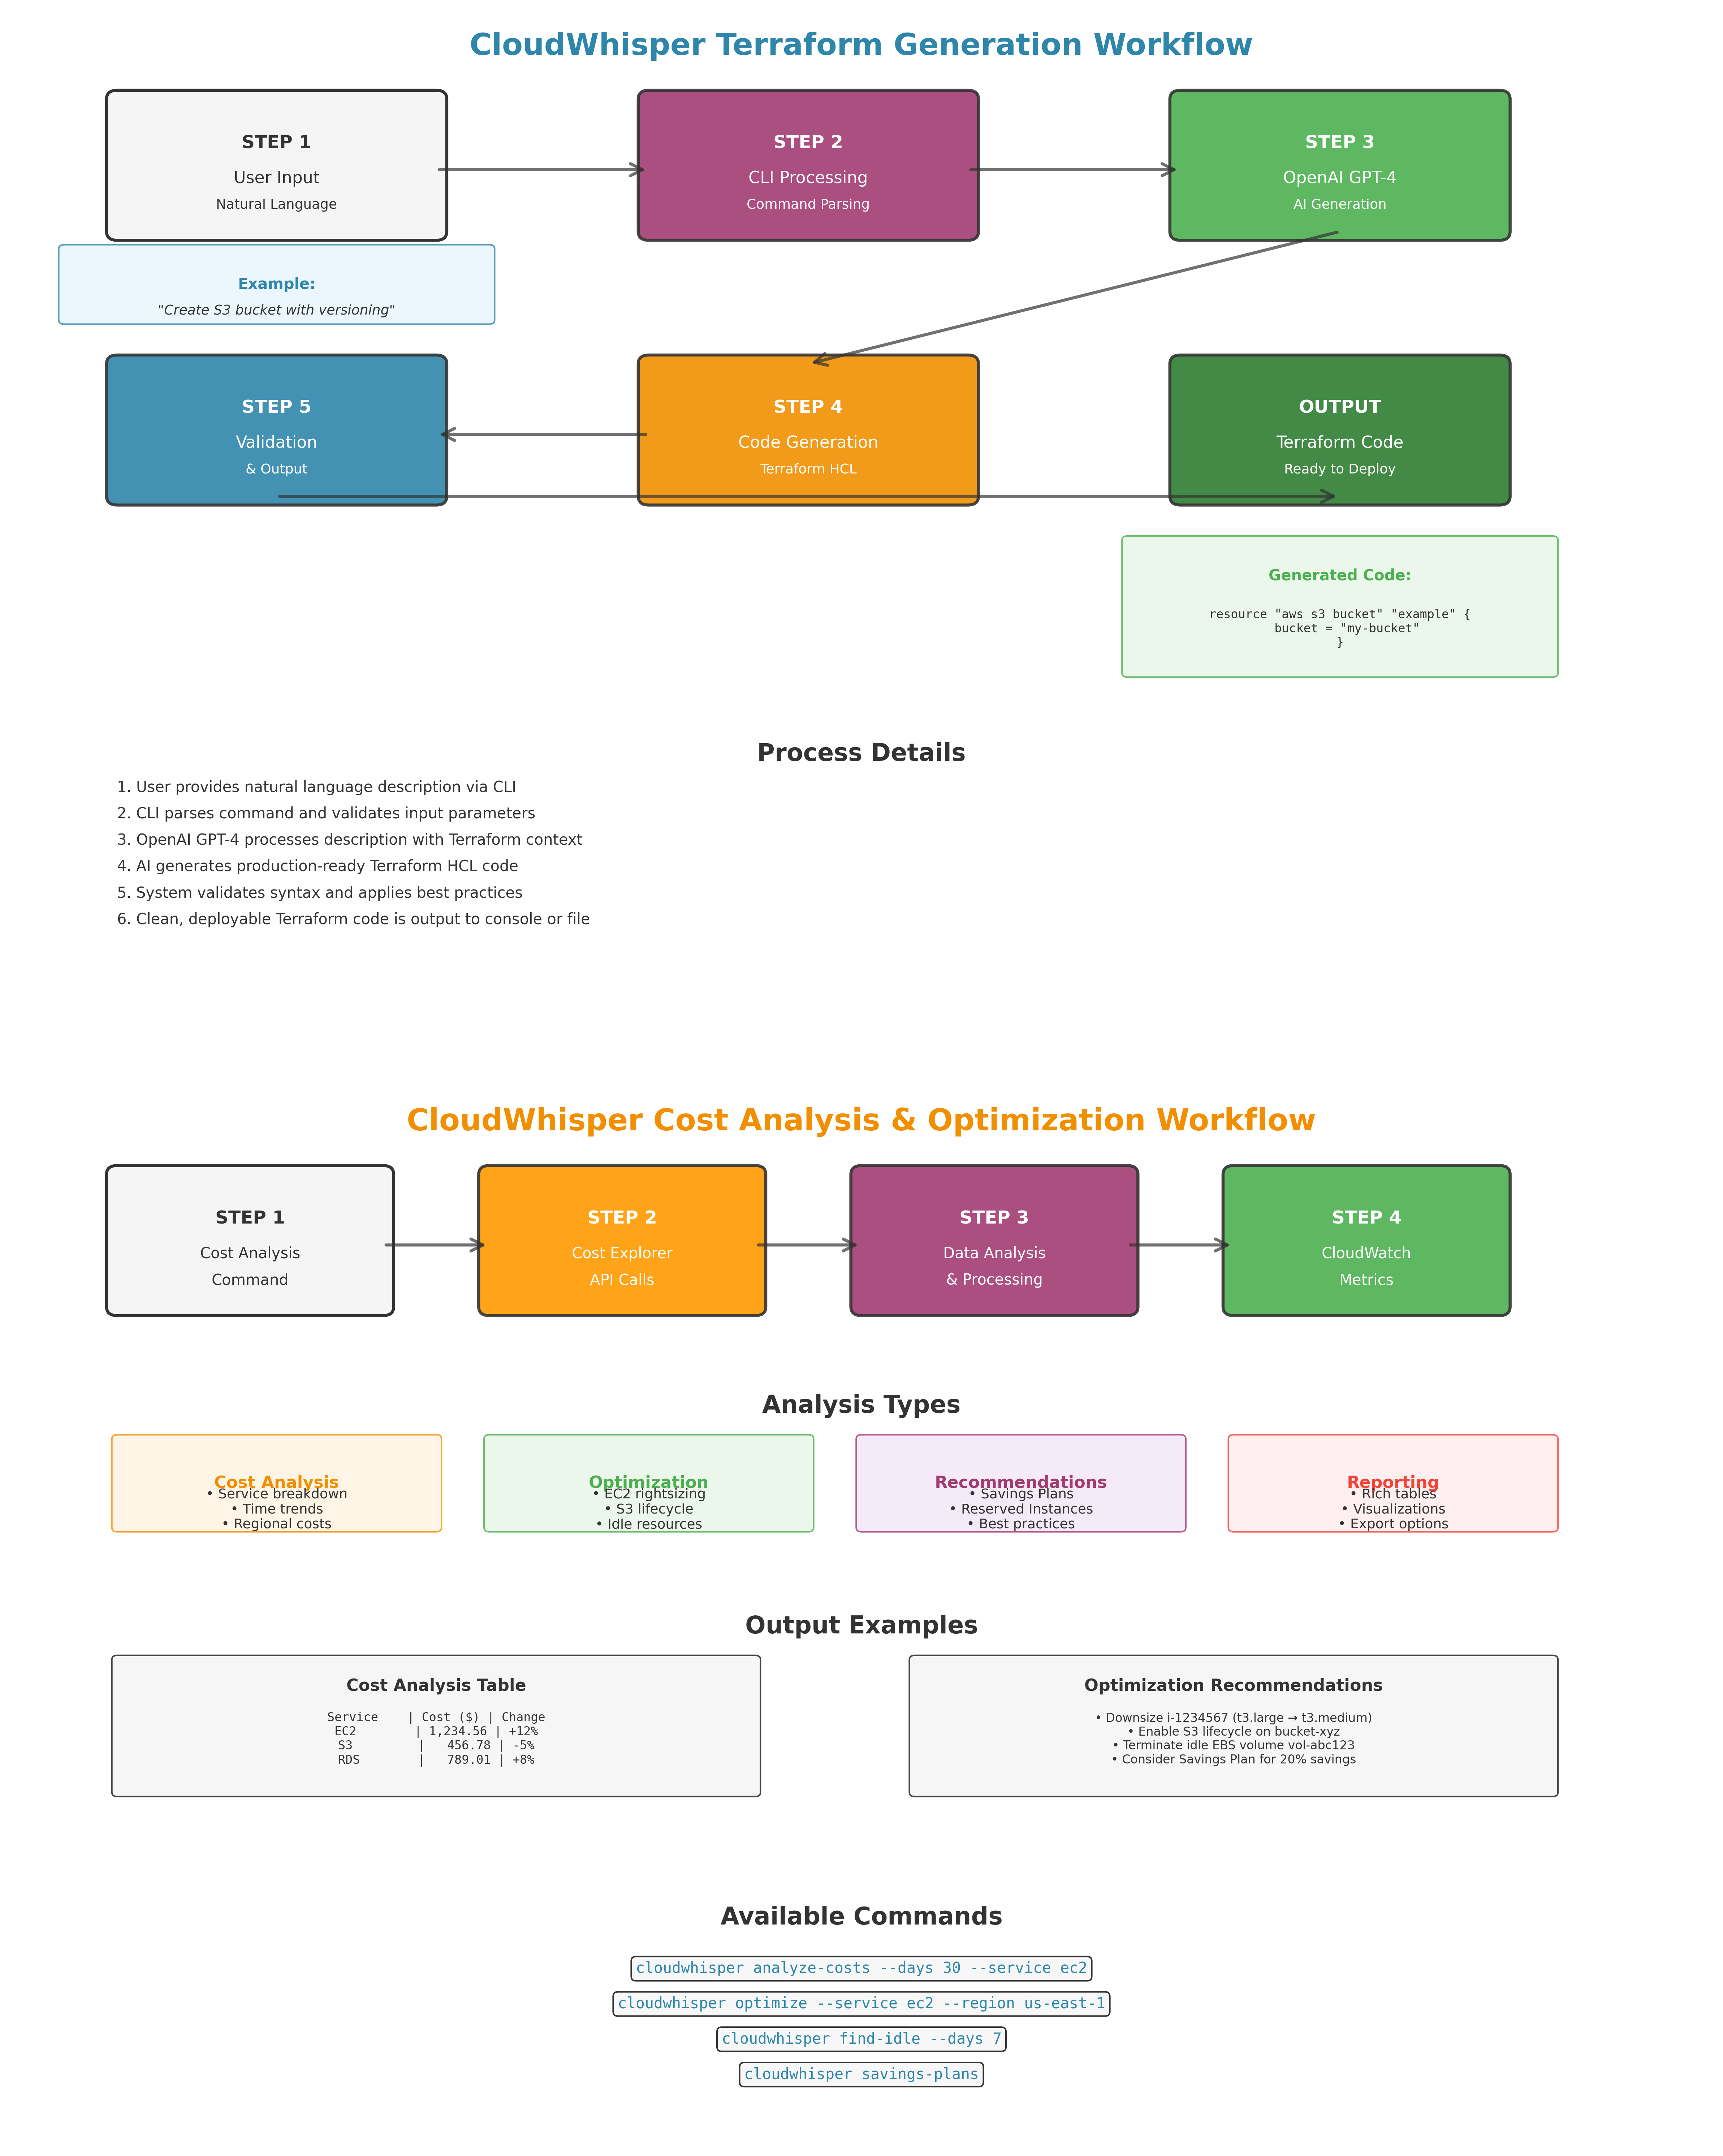 CloudWhisper Terraform Generation Workflow
STEP 1
User Input
Natural Language
STEP 2
CLI Processing
Command Parsing
STEP 3
OpenAI GPT-4
AI Generation
Example:
"Create S3 bucket with versioning"
STEP 5
Validation
& Output
STEP 4
Code Generation
Terraform HCL
OUTPUT
Terraform Code
Ready to Deploy
Generated Code:
resource "aws_s3_bucket" "example" {
bucket = "my-bucket"
}
Process Details
1. User provides natural language description via CLI
2. CLI parses command and validates input parameters
3. OpenAI GPT-4 processes description with Terraform context
4. AI generates production-ready Terraform HCL code
5. System validates syntax and applies best practices
6. Clean, deployable Terraform code is output to console or file
CloudWhisper Cost Analysis & Optimization Workflow
STEP 1
Cost Analysis
Command
STEP 2
Cost Explorer
API Calls
STEP 3
Data Analysis
& Processing
STEP 4
CloudWatch
Metrics
Analysis Types
Cost Analysis
• Service breakdown
• Time trends
• Regional costs
Optimization
• EC2 rightsizing
• S3 lifecycle
• Idle resources
Recommendations
• Savings Plans
• Reserved Instances
• Best practices
Reporting
• Rich tables
• Visualizations
• Export options
Output Examples
Cost Analysis Table
Service | Cost ($) | Change
EC2 | 1,234.56 | +12%
S3 | 456.78 | -5%
RDS | 789.01 | +8%
Optimization Recommendations
• Downsize i-1234567 (t3.large → t3.medium)
• Enable S3 lifecycle on bucket-xyz
• Terminate idle EBS volume vol-abc123
• Consider Savings Plan for 20% savings
Available Commands
cloudwhisper analyze-costs --days 30 --service ec2
cloudwhisper optimize --service ec2 --region us-east-1
cloudwhisper find-idle --days 7
cloudwhisper savings-plans